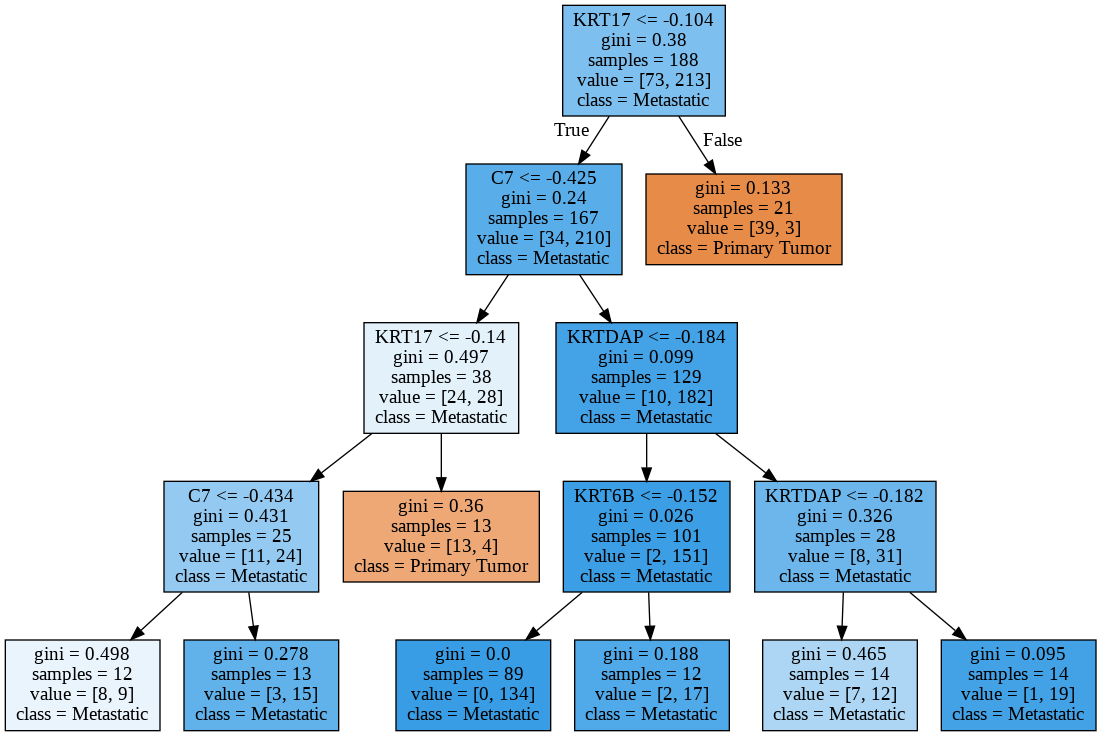 KRT17 <= -0.104
gini = 0.38
samples = 188
value = [73, 213]
class = Metastatic
True
False
C7 <= -0.425
gini = 0.24
samples = 167
value = [34, 210]
class = Metastatic
gini = 0.133
samples = 21
value = [39, 3]
class = Primary Tumor
KRT17 <= -0.14
gini = 0.497
samples = 38
value = [24, 28]
class = Metastatic
KRTDAP <= -0.184
gini = 0.099
samples = 129
value = [10, 182]
class = Metastatic
C7 <= -0.434
gini = 0.431
samples = 25
value = [11, 24]
class = Metastatic
gini = 0.36
samples = 13
value = [13, 4]
class = Primary Tumor
KRT6B <= -0.152
gini = 0.026
samples = 101
value = [2, 151]
class = Metastatic
KRTDAP <= -0.182
gini = 0.326
samples = 28
value = [8, 31]
class = Metastatic
gini = 0.498
samples = 12
value = [8, 9]
class = Metastatic
gini = 0.278
samples = 13
value = [3, 15]
class = Metastatic
gini = 0.0
samples = 89
value = [0, 134]
class = Metastatic
gini = 0.188
samples = 12
value = [2, 17]
class = Metastatic
gini = 0.465
samples = 14
value = [7, 12]
class = Metastatic
gini = 0.095
samples = 14
value = [1, 19]
class = Metastatic